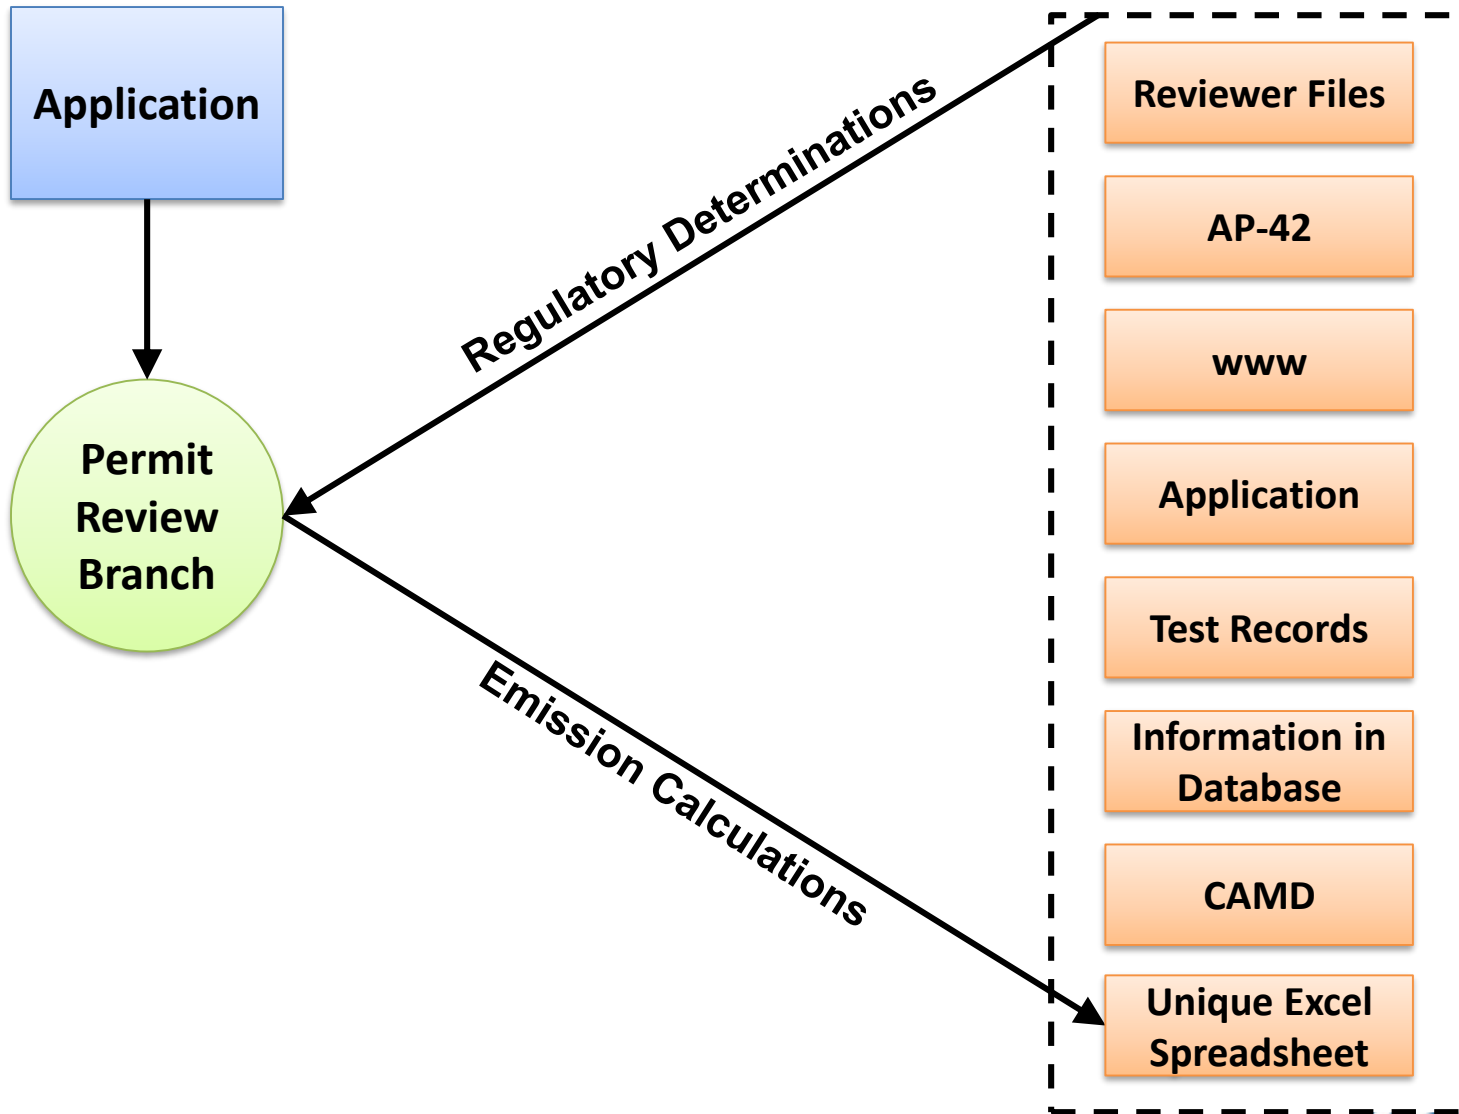 Application
Permit
Review
Branch
Regulatory Determinations
Emission Calculations
Reviewer Files
AP-42
www
Application
Test Records
Information in
Database
CAMD
Unique Excel
Spreadsheet